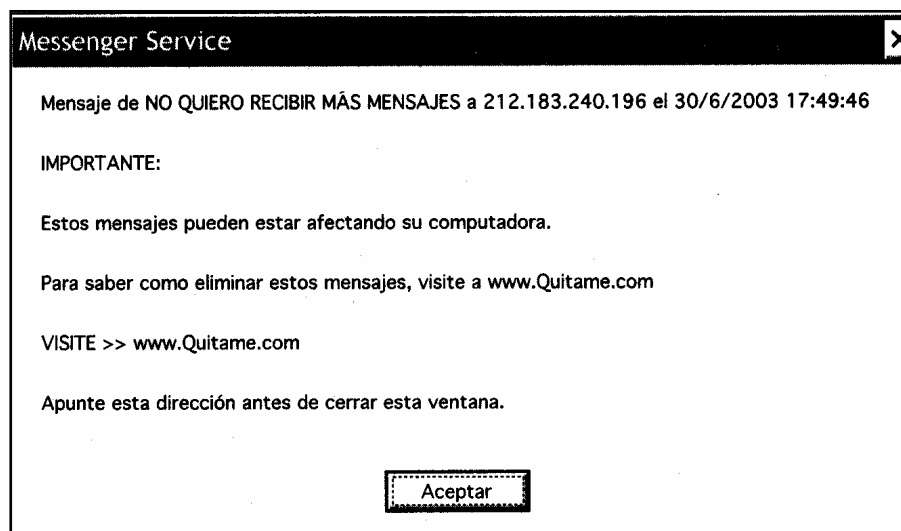 Messenger Service
Mensaje de NO QUIERO RECIBIR MÁS MENSAJES a 212.183.240.196 el 30/6/2003 17:49:46
IMPORTANTE:
Estos mensajes pueden estar afectando su computadora.
Para saber como eliminar estos mensajes, visite a www.Quitame.com
VISITE >> www.Quitame.com
Apunte esta dirección antes de cerrar esta ventana.
Aceptar